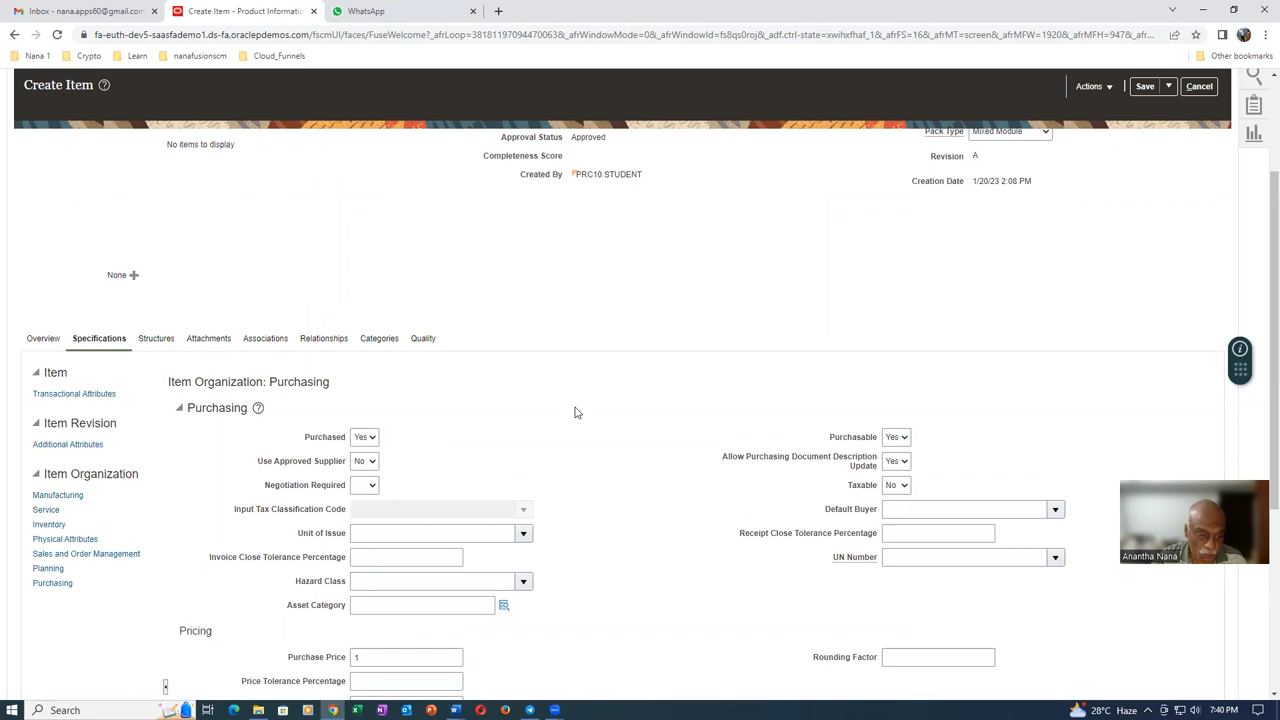 Inbox - nana.apps60@gmail.com
Create Item - Product Informatio
WhatsApp
fa-euth-dev5-saasfademo1.ds-fa.oraclepdemos.com/fscmUI/faces/FuseWelcome?_afrLoop=38181197094470063&_afrWindowMode=0&_afrWindowId=fs8qs0roj&_adf.ctrl-state=xwihxfhaf_1&_afrFS=16&_afrMT=screen&_afrMFW=1920&_afrMFH=947&_afrMFDW=...
Nana 1
Crypto
Learn
nanafusionscm
Cloud_Funnels
Other bookmarks
Create Item
Actions
Save
Cancel
No items to display
Approval Status Approved
Pack Type Mixed Module
Completeness Score
Revision A
Created By PRC10.STUDENT
Creation Date 1/20/23 2:08 PM
None
Overview
Specifications
Structures
Attachments
Associations
Relationships
Categories
Quality
Item
Transactional Attributes
Item Revision
Additional Attributes
Item Organization
Manufacturing
Service
Inventory
Physical Attributes
Sales and Order Management
Planning
Purchasing
Item Organization: Purchasing
Purchasing
Purchased Yes
Purchasable Yes
Use Approved Supplier No
Allow Purchasing Document Description
Update Yes
Negotiation Required
Taxable No
Input Tax Classification Code
Default Buyer
Unit of Issue
Receipt Close Tolerance Percentage
Invoice Close Tolerance Percentage
UN Number
Hazard Class
Asset Category
Pricing
Purchase Price 1
Rounding Factor
Price Tolerance Percentage
Anantha Nana
Search
28°C Haze
7:40 PM